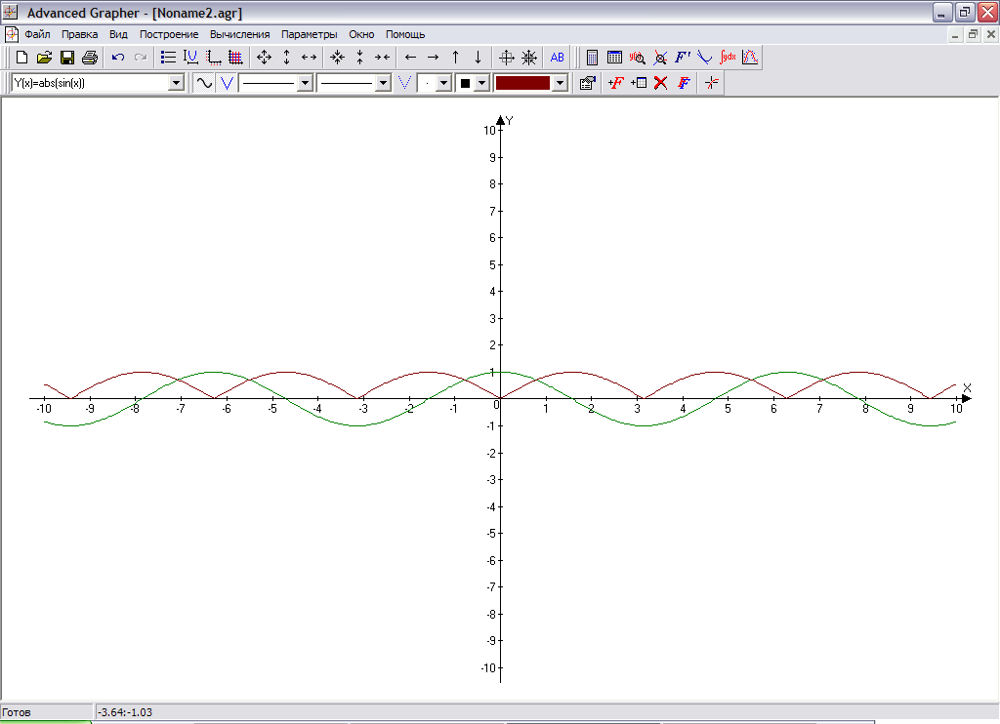 Advanced Grapher - [Noname2.agr]
Файл Правка Вид Построение Вычисления Параметры Окно Помощь
AB y(x) F' ∫ydx
Y(x)=abs(sin(x))
+F F
Y
10
9
8
7
6
5
4
3
2
1
X
-10 -9 -8 -7 -6 -5 -4 -3 -2 -1 0 1 2 3 4 5 6 7 8 9 10
-1
-2
-3
-4
-5
-6
-7
-8
-9
-10
Готов -3.64:-1.03